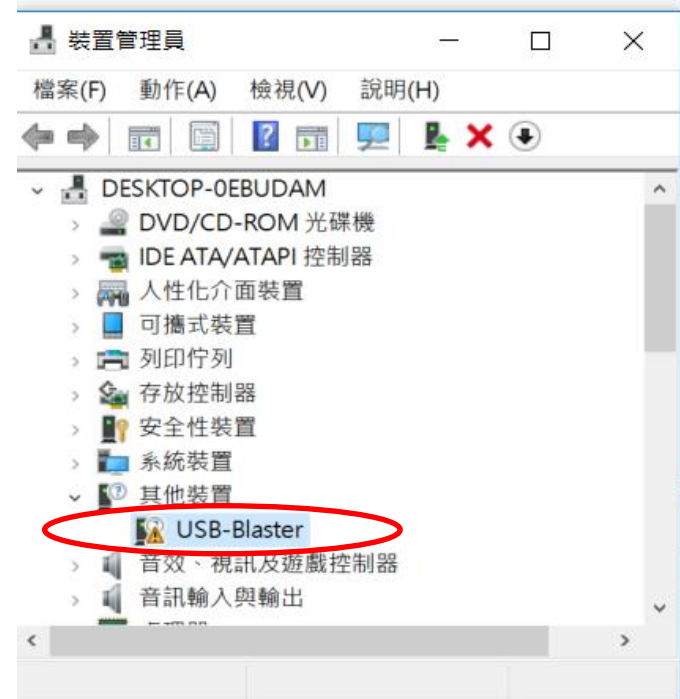 裝置管理員
檔案(F) 動作(A) 檢視(V) 說明(H)
DESKTOP-0EBUDAM
DVD/CD-ROM 光碟機
IDE ATA/ATAPI 控制器
人性化介面裝置
可攜式裝置
列印佇列
存放控制器
安全性裝置
系統裝置
其他裝置
USB-Blaster
音效、視訊及遊戲控制器
音訊輸入與輸出